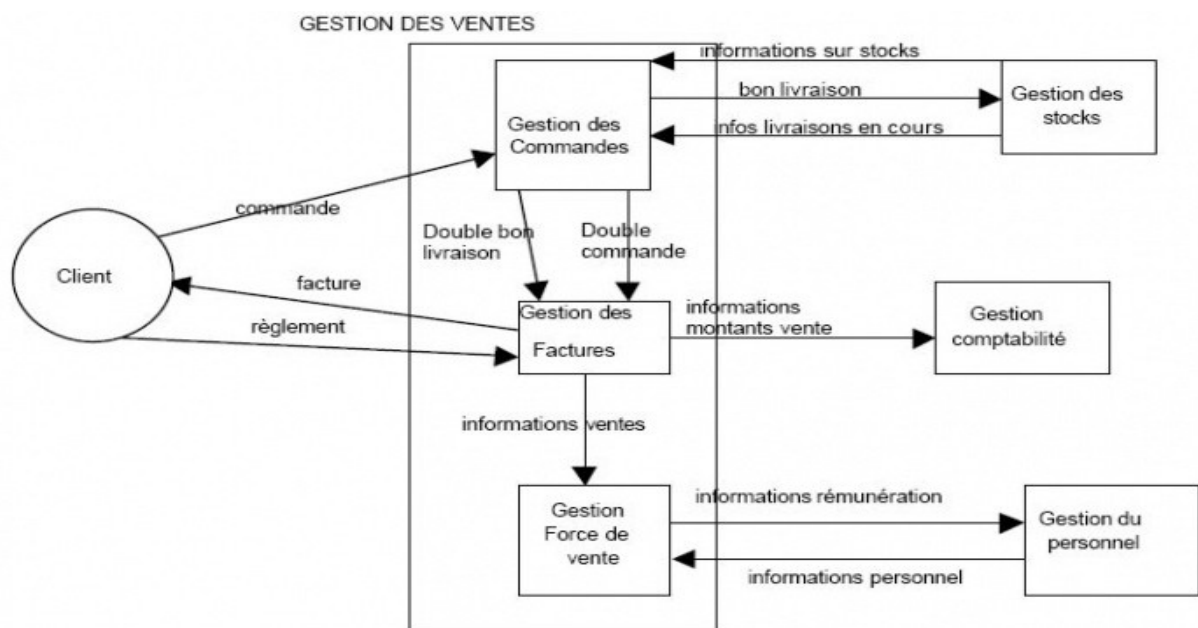 GESTION DES VENTES
informations sur stocks
bon livraison
infos livraisons en cours
Gestion des
stocks
Gestion des
Commandes
commande
Double bon
livraison
Double
commande
Client
facture
règlement
Gestion des
Factures
informations
montants vente
Gestion
comptabilité
informations ventes
Gestion
Force de
vente
informations rémunération
informations personnel
Gestion du
personnel